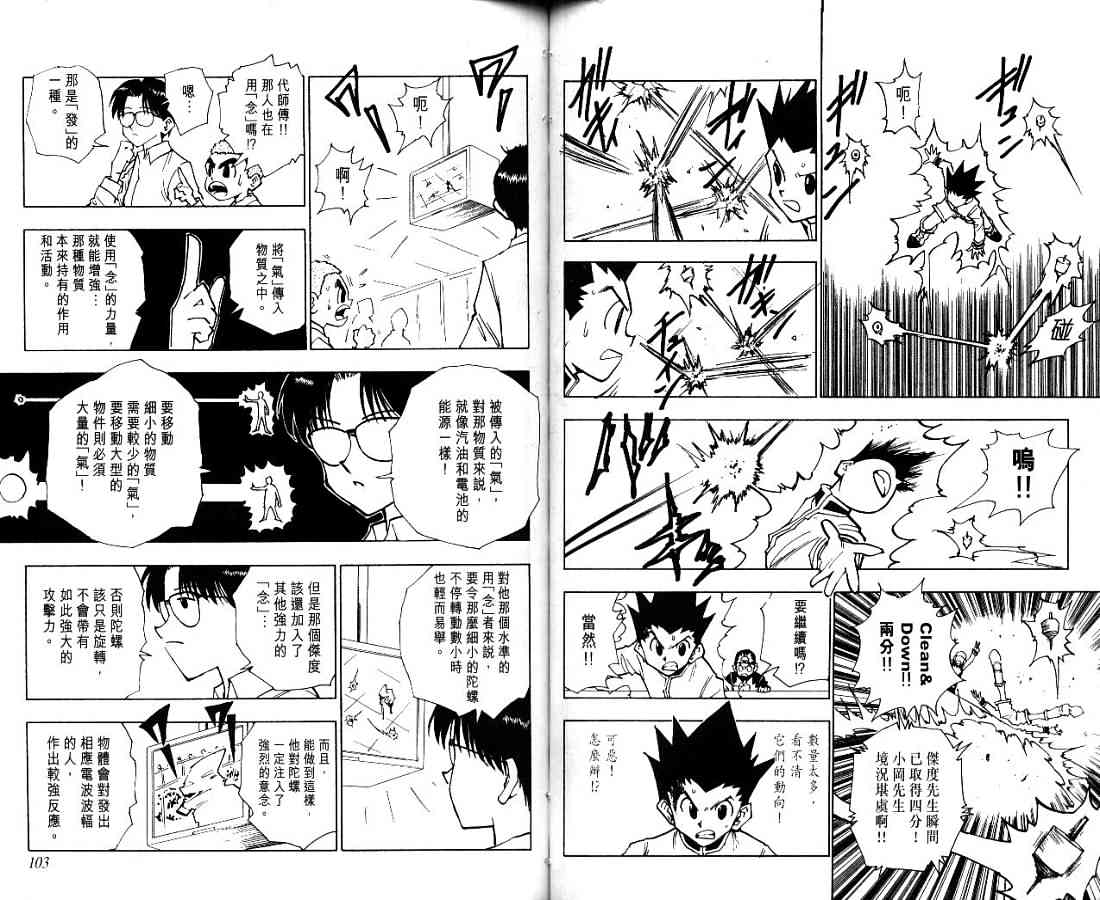 呃！
碰
嗚!!
Clean&
Down!!!
兩分!!!
傑度先生瞬間
已取得四分！
小岡先生
境況堪虞啊!!
要繼續嗎!?
當然!!
數量太多，
看不清
它們的動向！
可惡！
怎麼辦!?
呃！
啊！
代師傅!!
那人也在
用「念」嗎!?
嗯…
那是「發」的
一種。
將「氣」傳入
物質之中。
使用「念」的力量，
就能增強…
那種物質
本來持有的作用
和活動。
被傳入的「氣」，
對那物質來說，
就像汽油和電池的
能源一樣！
要移動
細小的物質
需要較少的「氣」，
要移動大型的
物件則必須
大量的「氣」！
對他那個水準的
用「念」者來說，
要令那麼細小的陀螺
不停轉動數小時
也輕而易舉。
但是那個傑度
該還加入了
其他強力的
「念」…
否則陀螺
該只是旋轉，
不會帶有
如此強大的
攻擊力。
而且，
能做到這樣，
他對陀螺
一定注入了
強烈的意念。
物體會對發出
相應電波波幅
的人，
作出較強反應。
103